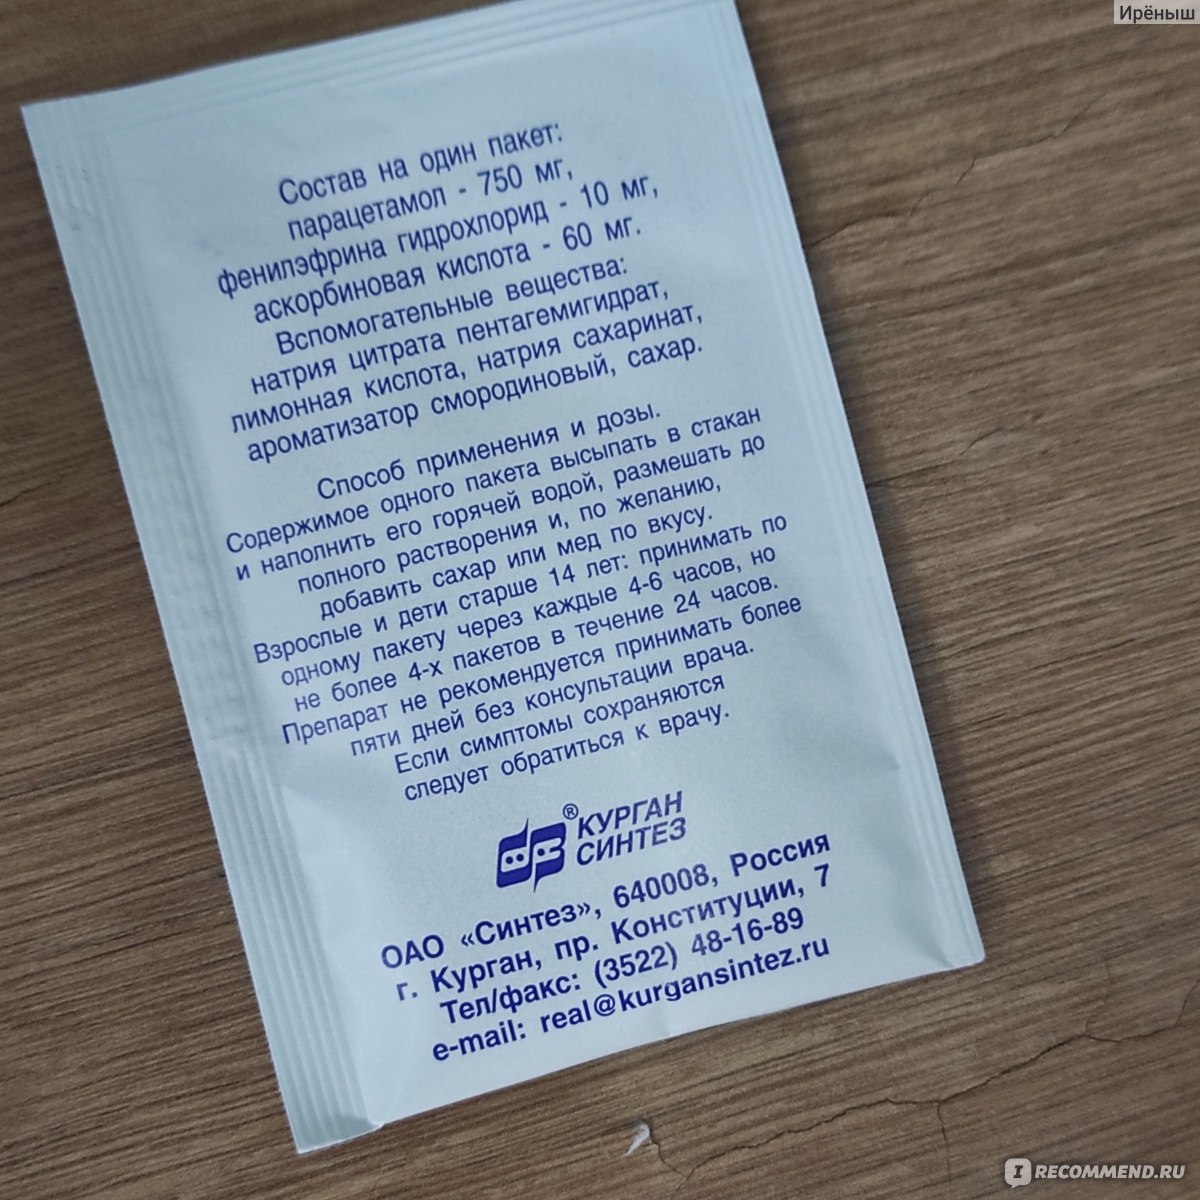 Ирёныш
Состав на один пакет:
парацетамол - 750 мг,
фенилэфрина гидрохлорид - 10 мг,
аскорбиновая кислота - 60 мг.
Вспомогательные вещества:
натрия цитрата пентагемигидрат,
лимонная кислота, натрия сахаринат,
ароматизатор смородиновый, сахар.
Способ применения и дозы.
Содержимое одного пакета высыпать в стакан
и наполнить его горячей водой, размешать до
полного растворения и, по желанию,
добавить сахар или мед по вкусу.
Взрослые и дети старше 14 лет: принимать по
одному пакету через каждые 4-6 часов, но
не более 4-х пакетов в течение 24 часов.
Препарат не рекомендуется принимать более
пяти дней без консультации врача.
Если симптомы сохраняются
следует обратиться к врачу.
® КУРГАН
СИНТЕЗ
ОАО «Синтез», 640008, Россия
г. Курган, пр. Конституции, 7
Тел/факс: (3522) 48-16-89
e-mail: real@kurgansintez.ru
I RECOMMEND.RU